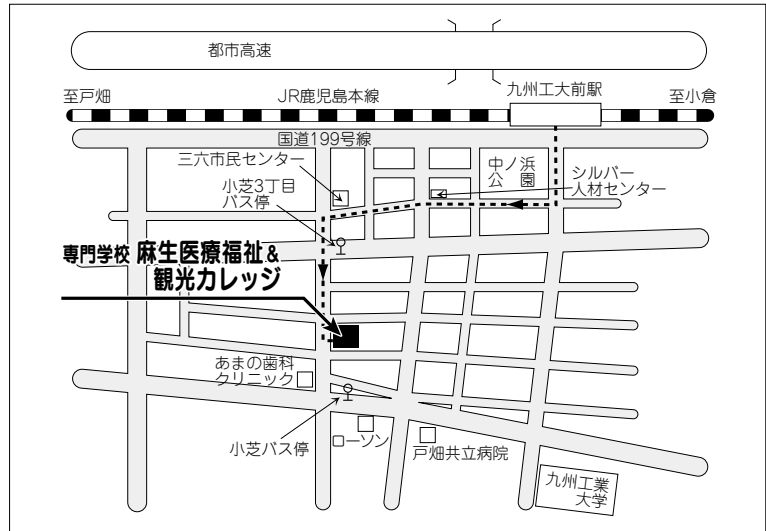 都市高速
至戸畑
JR鹿児島本線
九州工大前駅
至小倉
国道199号線
三六市民センター
小芝3丁目
バス停
中ノ浜
公園
シルバー
人材センター
専門学校 麻生医療福祉&
観光カレッジ
あまの歯科
クリニック
小芝バス停
ローソン
戸畑共立病院
九州工業
大学